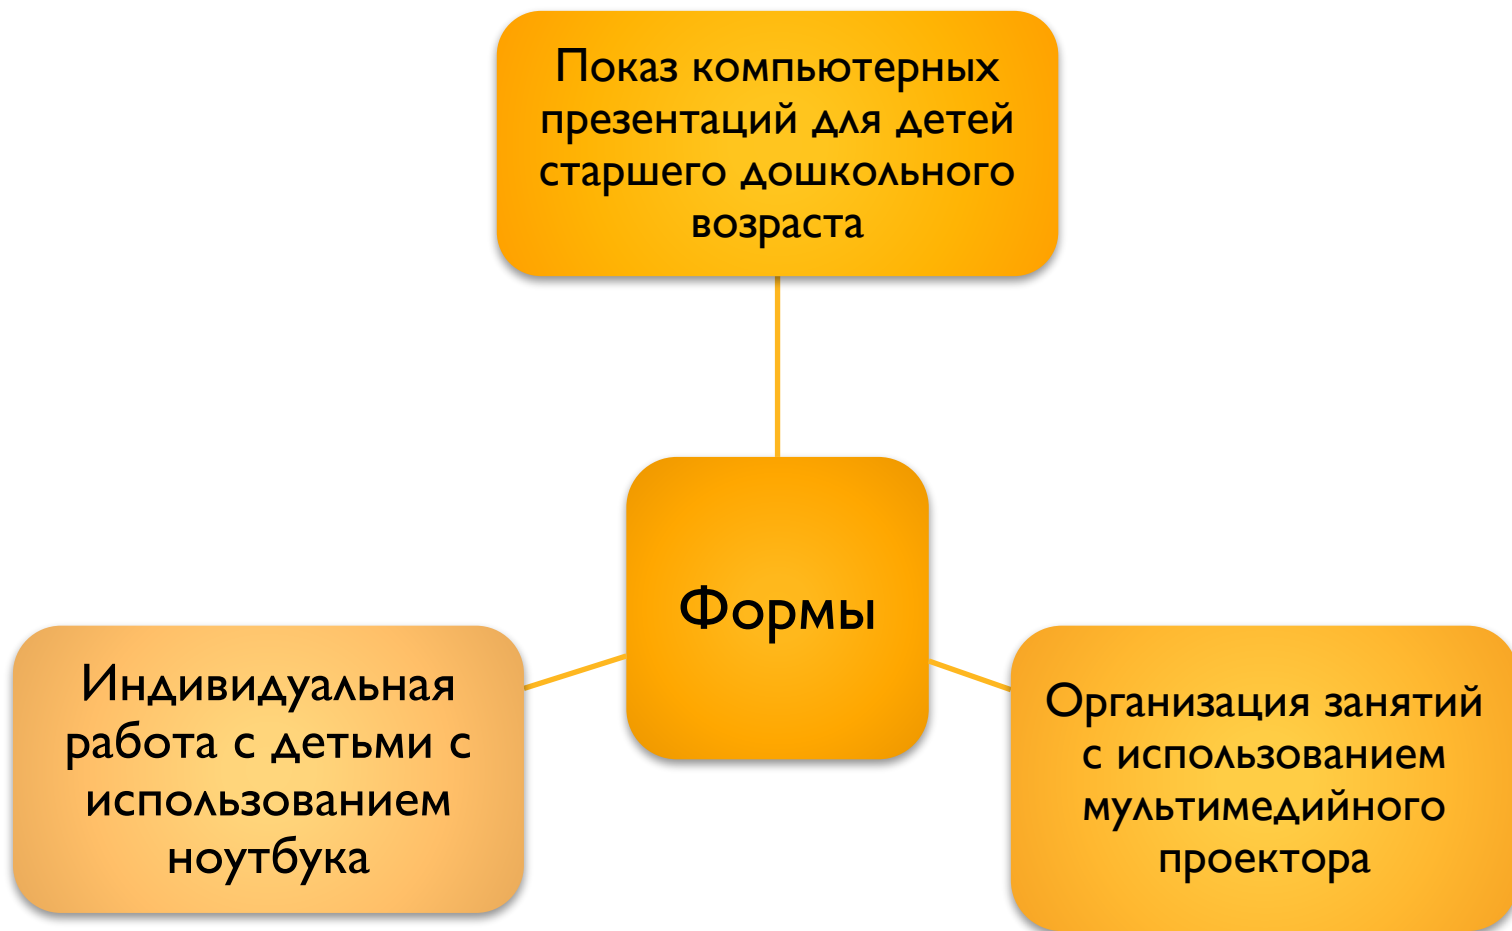 Показ компьютерных
презентаций для детей
старшего дошкольного
возраста
Формы
Индивидуальная
работа с детьми с
использованием
ноутбука
Организация занятий
с использованием
мультимедийного
проектора